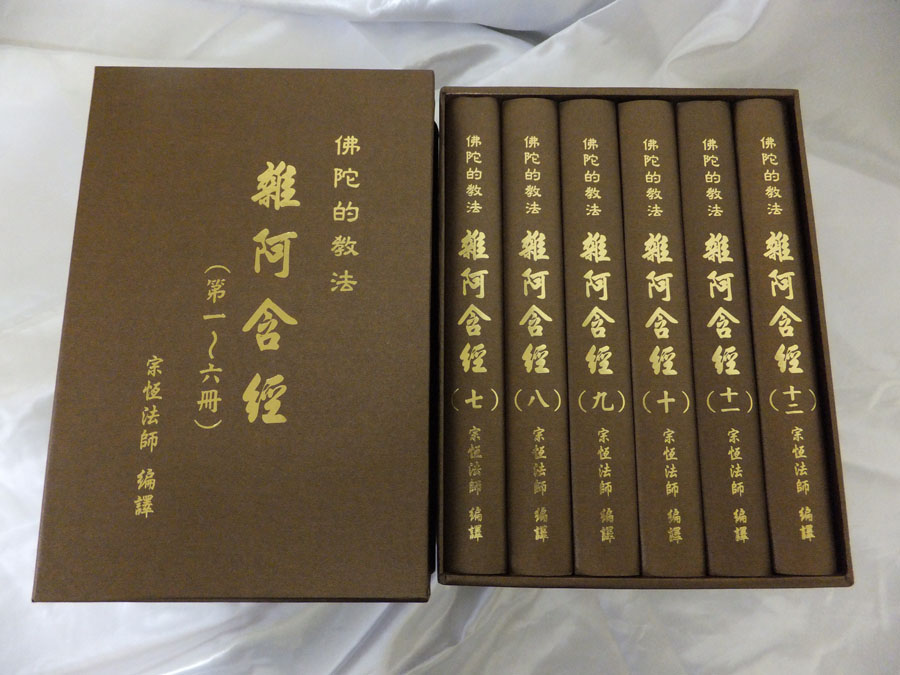 佛陀的教法
雜阿含經
（第一～六冊）
宗恆法師 編譯
佛陀的教法 雜阿含經（七） 宗恆法師 編譯
佛陀的教法 雜阿含經（八） 宗恆法師 編譯
佛陀的教法 雜阿含經（九） 宗恆法師 編譯
佛陀的教法 雜阿含經（十） 宗恆法師 編譯
佛陀的教法 雜阿含經（十一） 宗恆法師 編譯
佛陀的教法 雜阿含經（十二） 宗恆法師 編譯